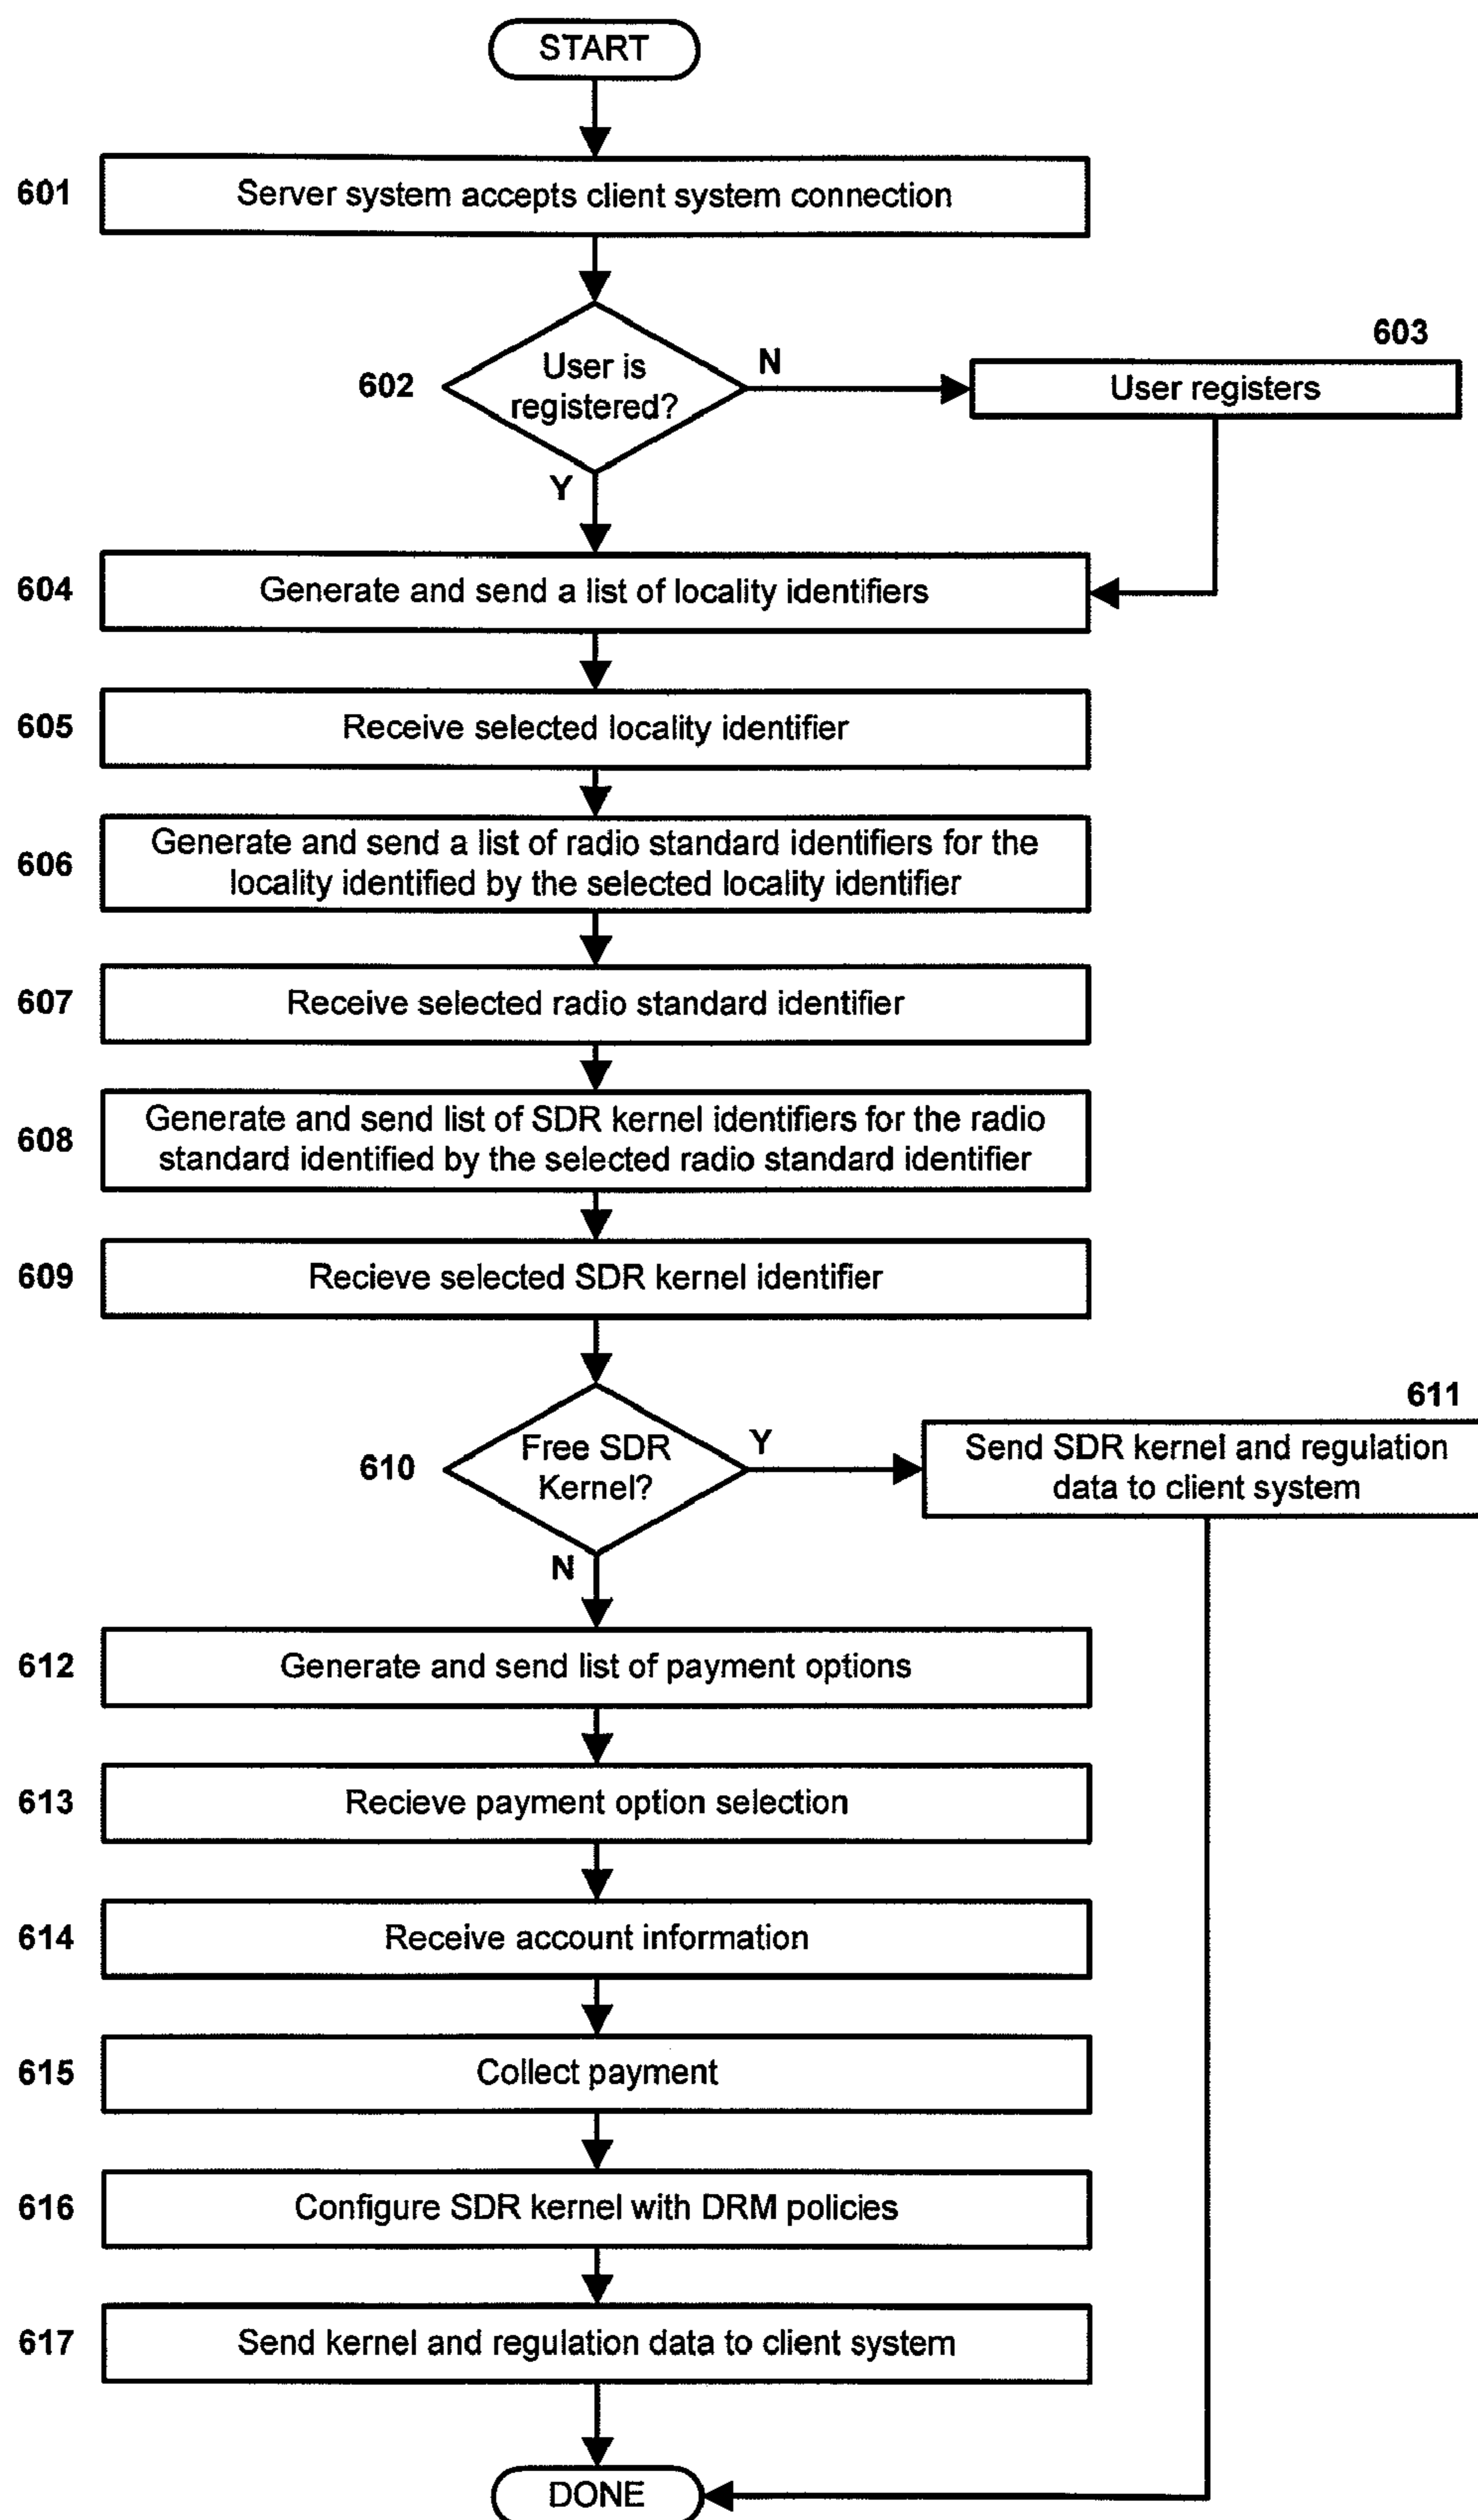 START
601
Server system accepts client system connection
602
User is
registered?
N
603
User registers
Y
604
Generate and send a list of locality identifiers
605
Receive selected locality identifier
606
Generate and send a list of radio standard identifiers for the
locality identified by the selected locality identifier
607
Receive selected radio standard identifier
608
Generate and send list of SDR kernel identifiers for the radio
standard identified by the selected radio standard identifier
609
Recieve selected SDR kernel identifier
610
Free SDR
Kernel?
Y
611
Send SDR kernel and regulation
data to client system
N
612
Generate and send list of payment options
613
Recieve payment option selection
614
Receive account information
615
Collect payment
616
Configure SDR kernel with DRM policies
617
Send kernel and regulation data to client system
DONE